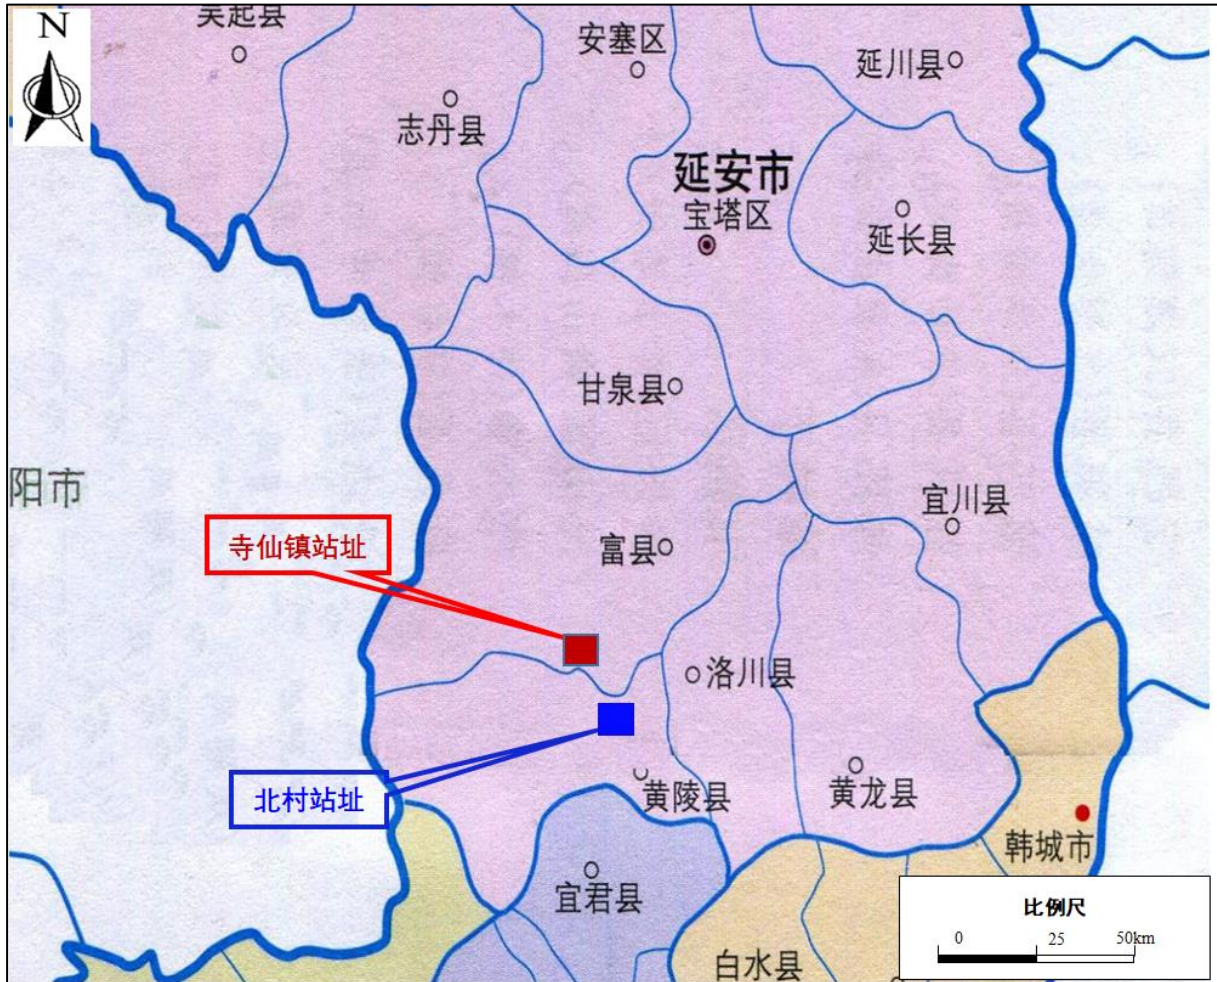 N
吴起县
安塞区
延川县
志丹县
延安市
宝塔区
延长县
甘泉县
阳市
宜川县
寺仙镇站址
富县
洛川县
北村站址
黄陵县
黄龙县
韩城市
宜君县
比例尺
0 25 50km
白水县